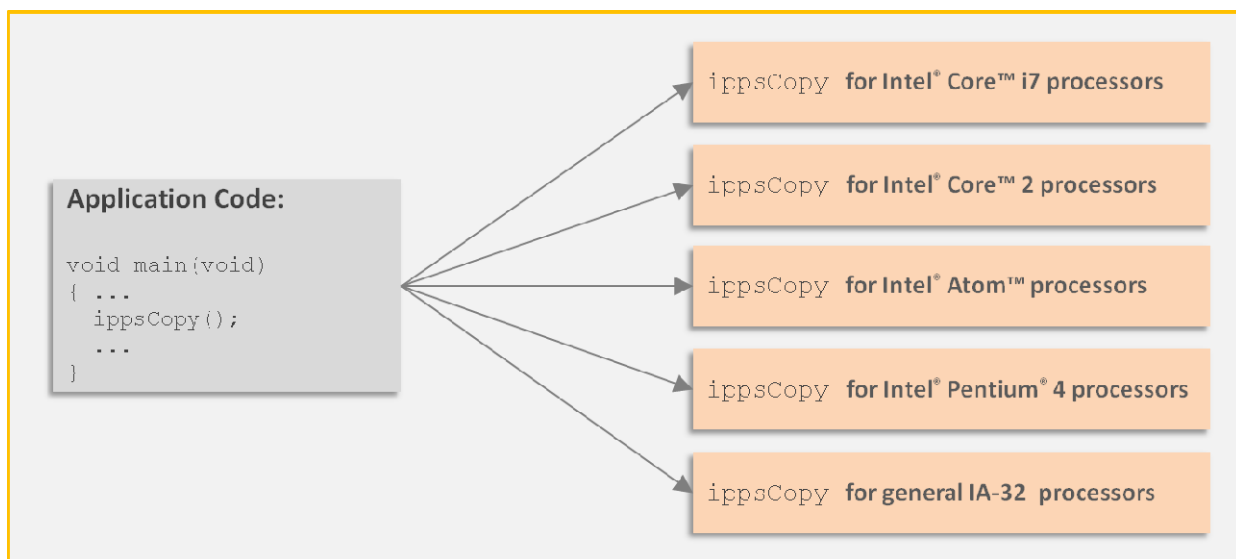 Application Code:
void main(void)
{ ...
ippsCopy();
...
}
ippsCopy for Intel® Core™ i7 processors
ippsCopy for Intel® Core™ 2 processors
ippsCopy for Intel® Atom™ processors
ippsCopy for Intel® Pentium® 4 processors
ippsCopy for general IA-32 processors